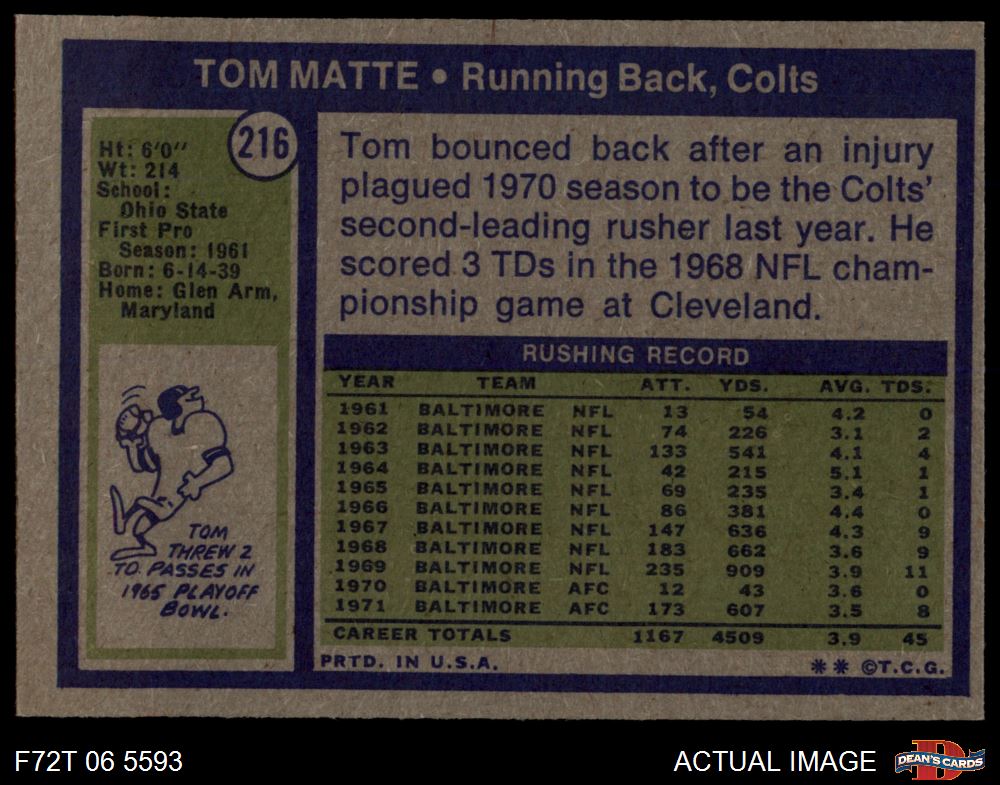 TOM MATTE • Running Back, Colts
216
Ht: 6'0"
Wt: 214
School:
Ohio State
First Pro
Season: 1961
Born: 6-14-39
Home: Glen Arm,
Maryland
TOM
THREW 2
TD. PASSES IN
1965 PLAYOFF
BOWL.
Tom bounced back after an injury
plagued 1970 season to be the Colts'
second-leading rusher last year. He
scored 3 TDs in the 1968 NFL cham-
pionship game at Cleveland.
RUSHING RECORD
YEAR TEAM ATT. YDS. AVG. TDS.
1961 BALTIMORE NFL 13 54 4.2 0
1962 BALTIMORE NFL 74 226 3.1 2
1963 BALTIMORE NFL 133 541 4.1 4
1964 BALTIMORE NFL 42 215 5.1 1
1965 BALTIMORE NFL 69 235 3.4 1
1966 BALTIMORE NFL 86 381 4.4 0
1967 BALTIMORE NFL 147 636 4.3 9
1968 BALTIMORE NFL 183 662 3.6 9
1969 BALTIMORE NFL 235 909 3.9 11
1970 BALTIMORE AFC 12 43 3.6 0
1971 BALTIMORE AFC 173 607 3.5 8
CAREER TOTALS 1167 4509 3.9 45
PRTD. IN U.S.A. ** ©T.C.G.
F72T 06 5593 ACTUAL IMAGE D DEAN'S CARDS